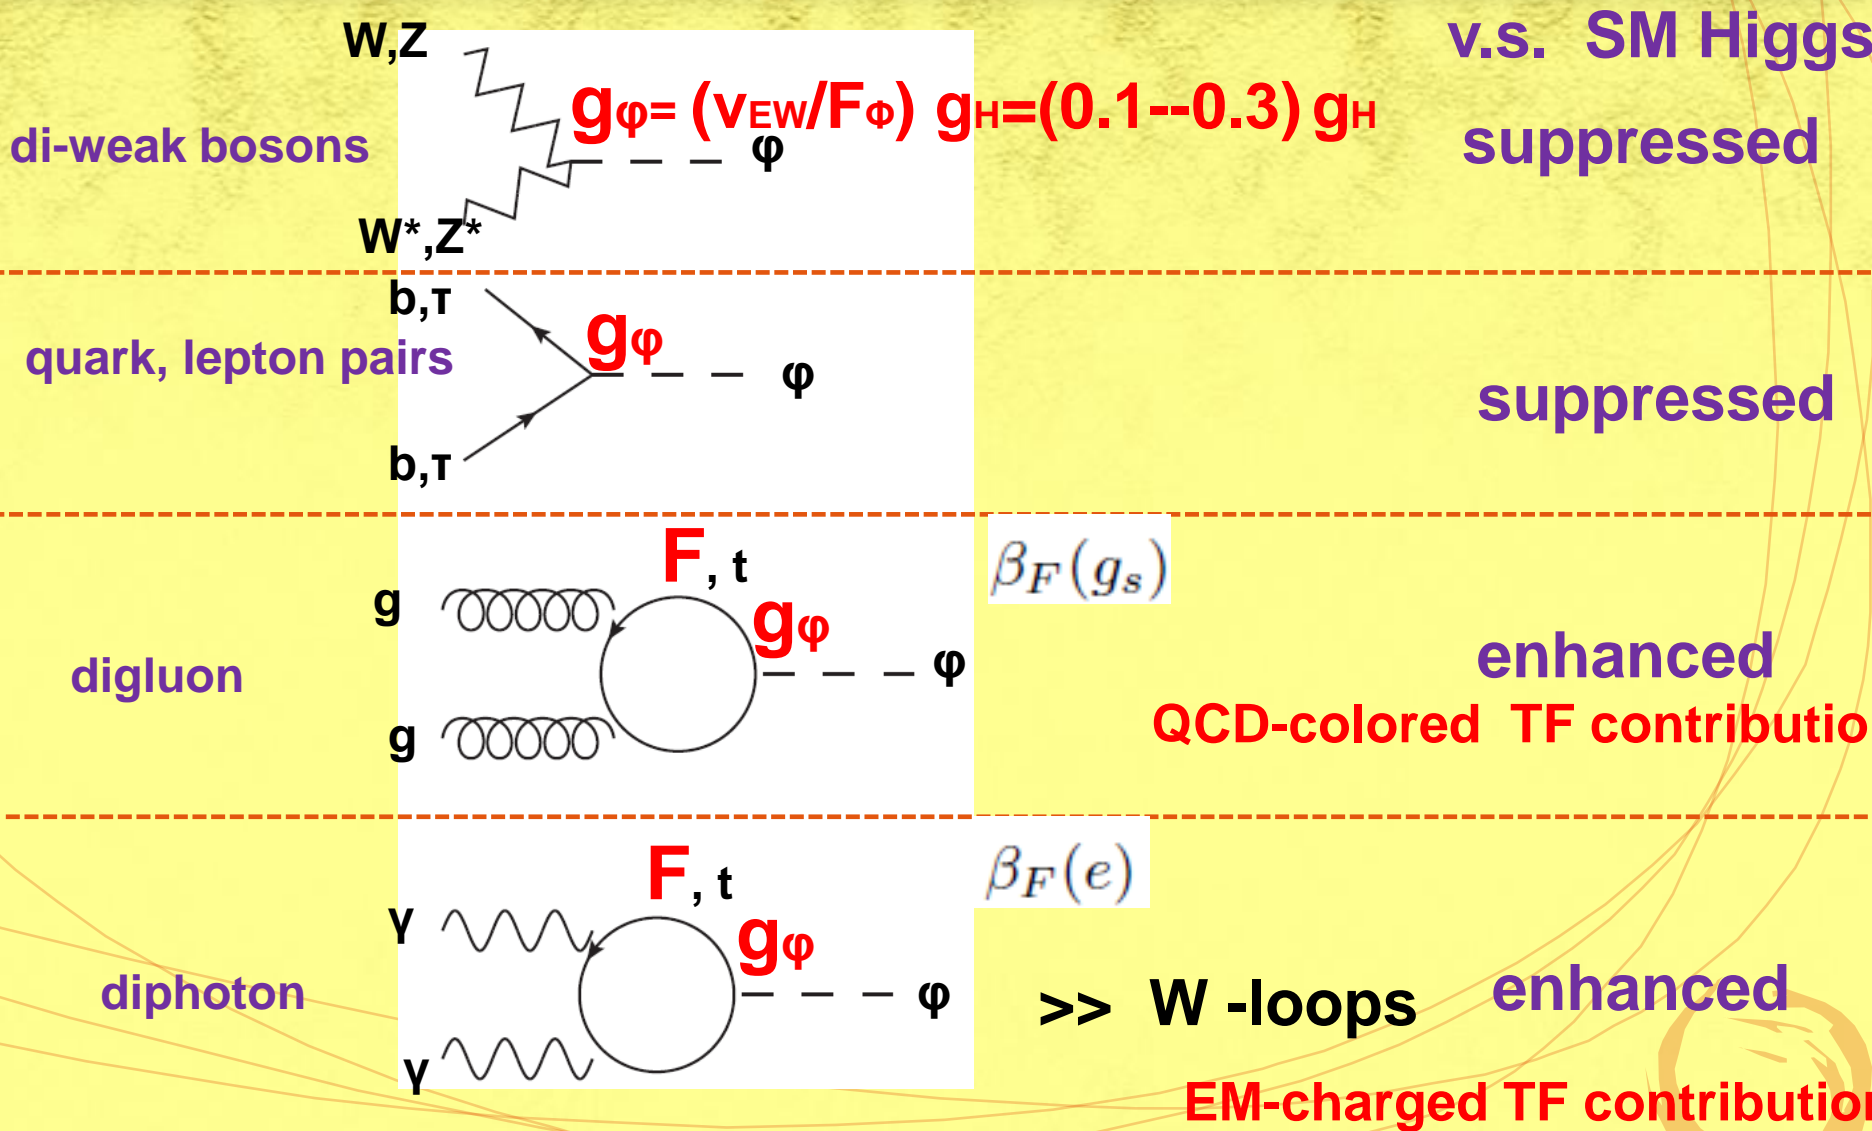 v.s. SM Higgs
W,Z
gφ= (vEW/FΦ) gH=(0.1--0.3) gH
di-weak bosons
φ
suppressed
W*,Z*
b,τ
gφ
quark, lepton pairs
φ
suppressed
b,τ
F, t
βF(gs)
g
gφ
φ
digluon
enhanced
g
QCD-colored TF contributio
F, t
βF(e)
γ
gφ
φ
diphoton
>> W -loops
enhanced
γ
EM-charged TF contribution